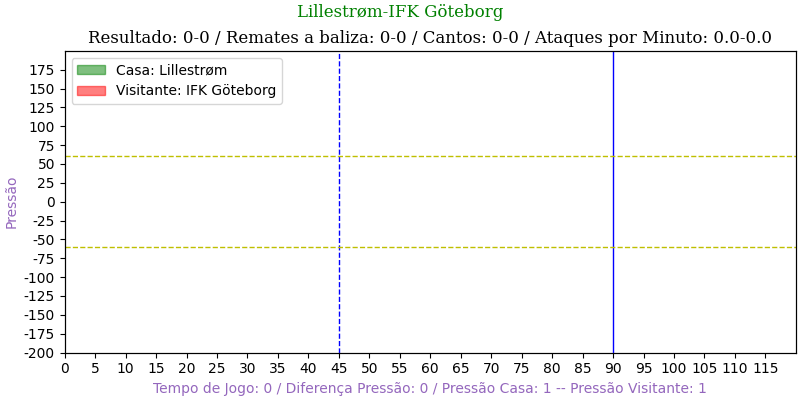 Lillestrøm-IFK Göteborg
Resultado: 0-0 / Remates a baliza: 0-0 / Cantos: 0-0 / Ataques por Minuto: 0.0-0.0
Casa: Lillestrøm
Visitante: IFK Göteborg
Pressão
175
150
125
100
75
50
25
0
-25
-50
-75
-100
-125
-150
-175
-200
0 5 10 15 20 25 30 35 40 45 50 55 60 65 70 75 80 85 90 95 100 105 110 115
Tempo de Jogo: 0 / Diferença Pressão: 0 / Pressão Casa: 1 -- Pressão Visitante: 1